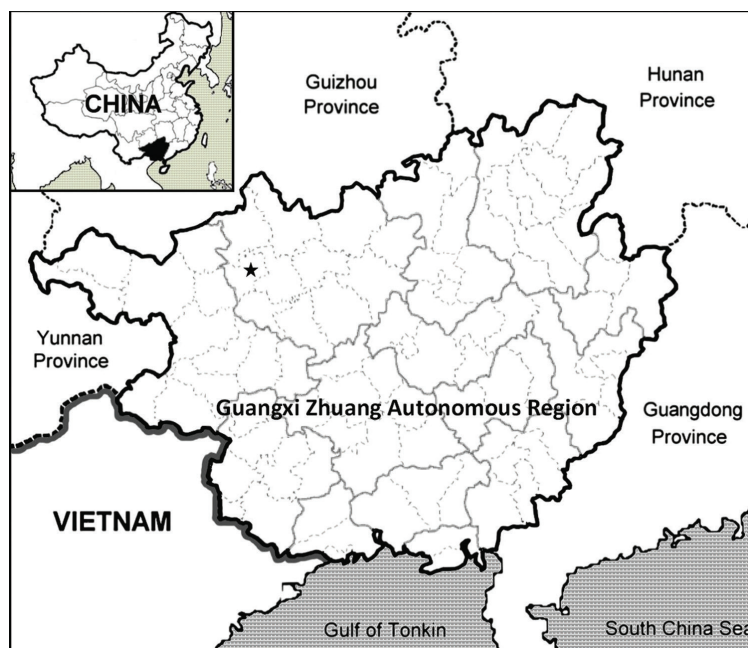 CHINA
Guizhou
Province
Hunan
Province
Yunnan
Province
Guangxi Zhuang Autonomous Region
Guangdong
Province
VIETNAM
Gulf of Tonkin
South China Sea